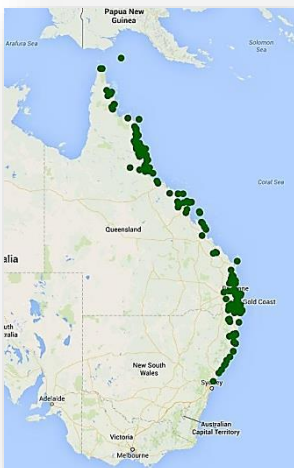 Papua New
Guinea
Arafura Sea
Solomon
Sea
Coral Sea
Queensland
alia
Gold Coast
New South
Wales
Adelaide
Australian
Capital Territory
Victoria
Melbourne